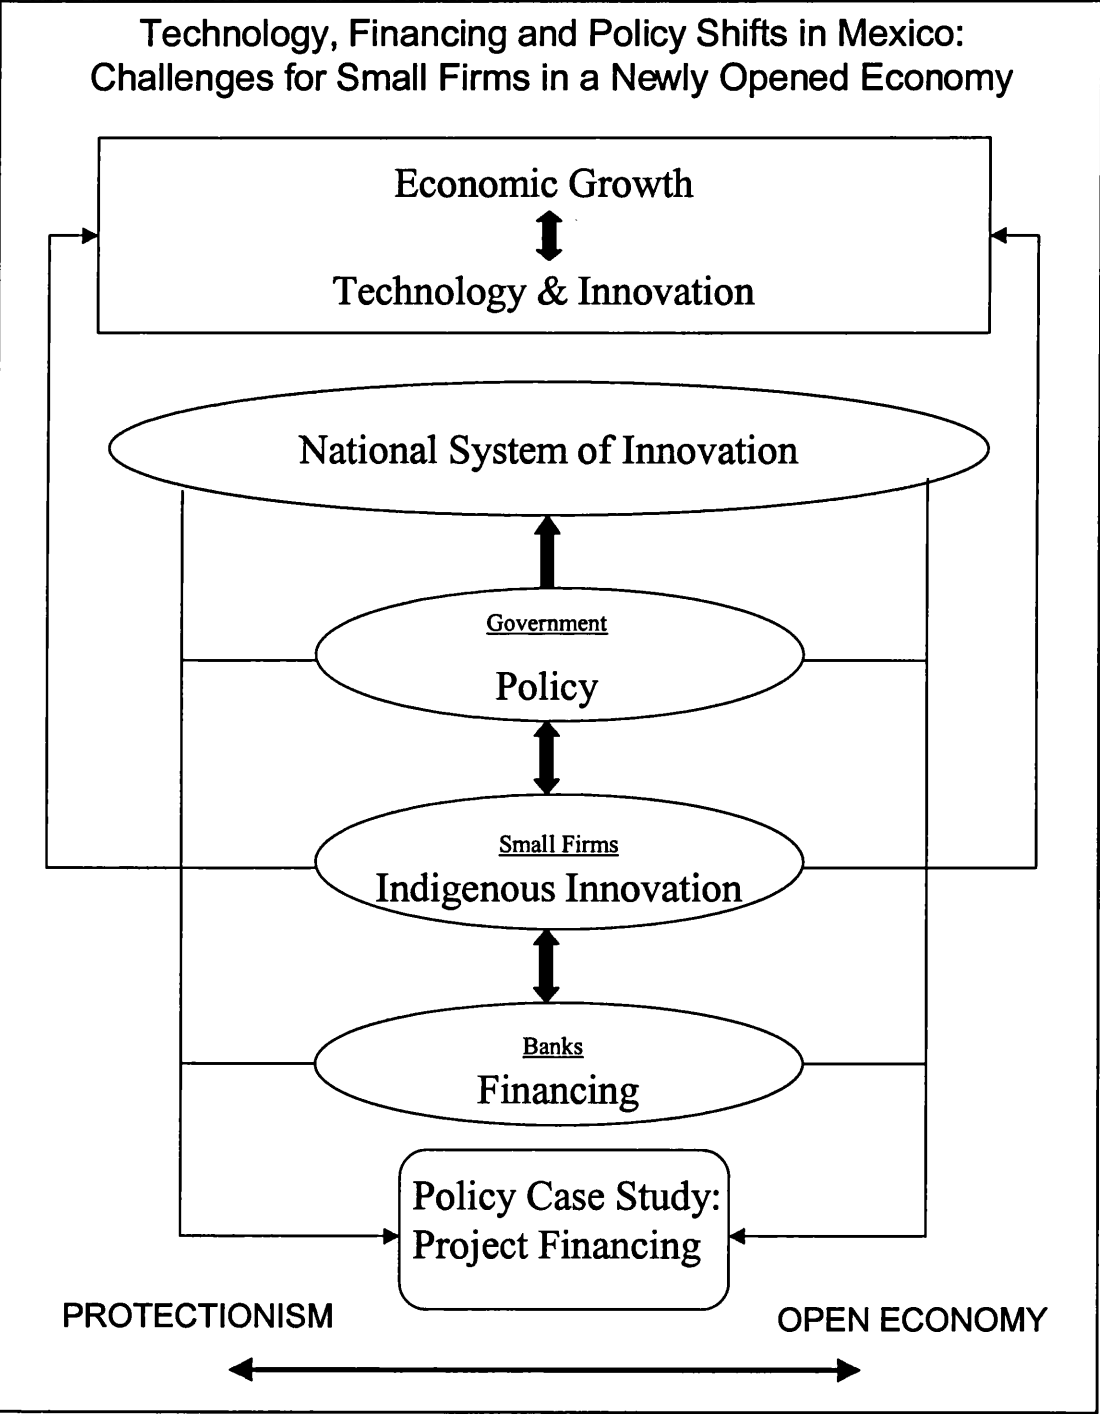 Technology, Financing and Policy Shifts in Mexico:
Challenges for Small Firms in a Newly Opened Economy
Economic Growth
Technology & Innovation
National System of Innovation
Government
Policy
Small Firms
Indigenous Innovation
Banks
Financing
Policy Case Study:
Project Financing
PROTECTIONISM
OPEN ECONOMY